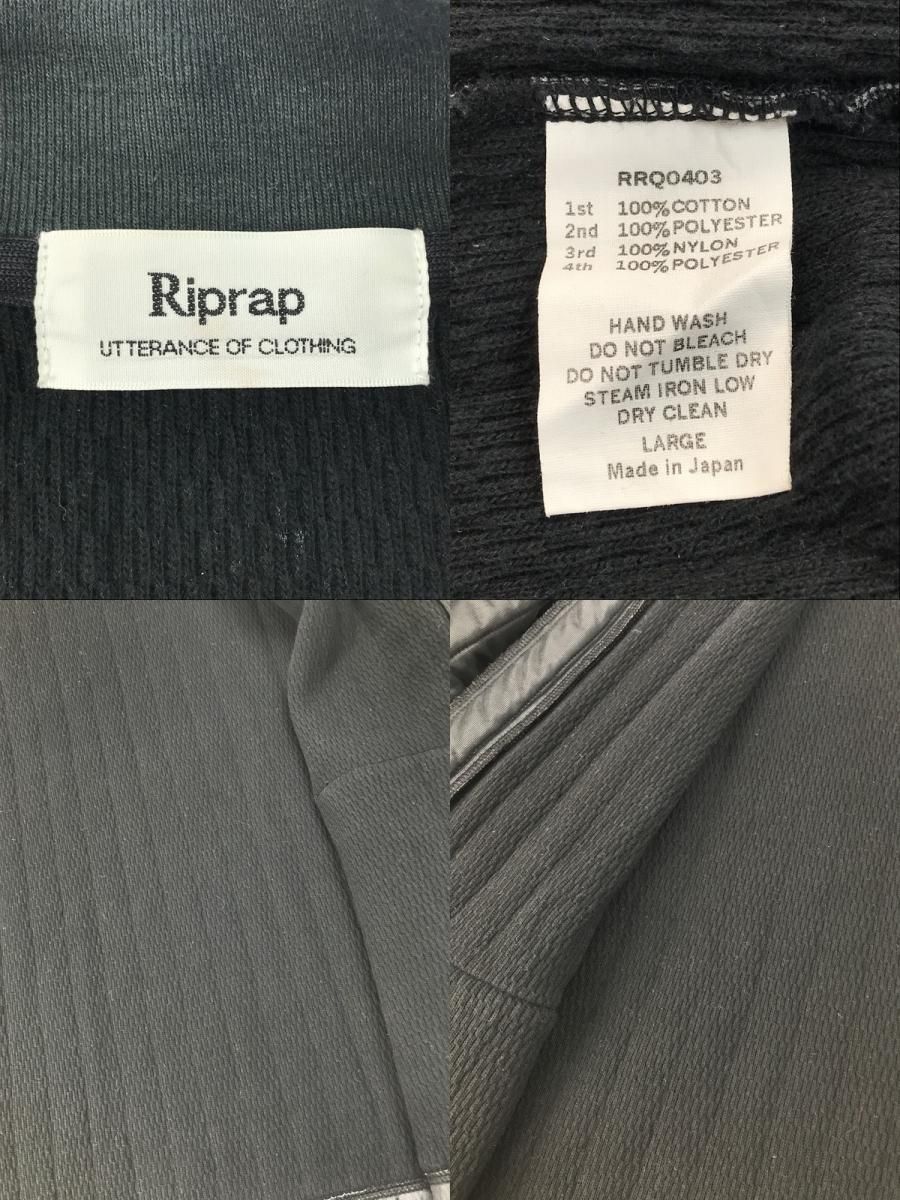 Riprap
UTTERANCE OF CLOTHING
RRQ0403
1st 100%COTTON
2nd 100%POLYESTER
3rd 100%NYLON
4th 100%POLYESTER
HAND WASH
DO NOT BLEACH
DO NOT TUMBLE DRY
STEAM IRON LOW
DRY CLEAN
LARGE
Made in Japan